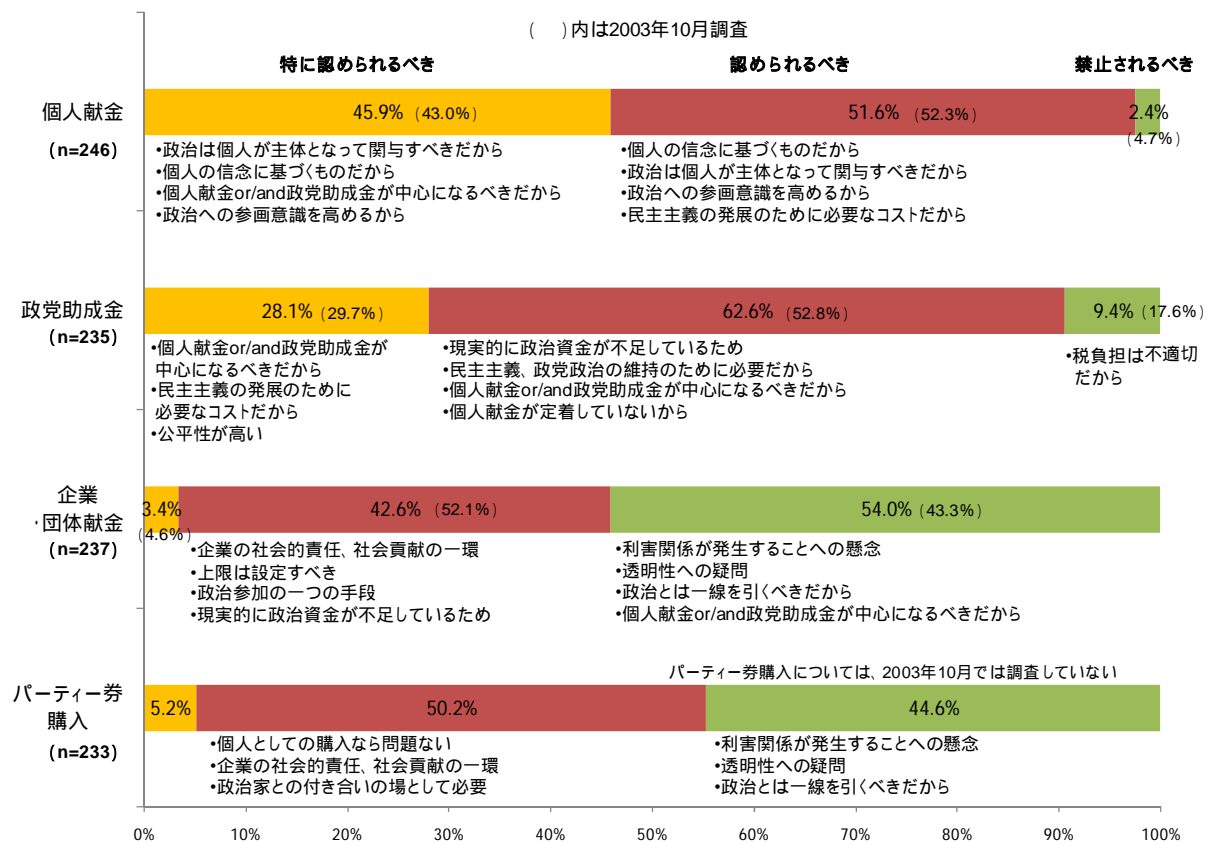 ( )内は2003年10月調査
特に認められるべき 認められるべき 禁止されるべき
個人献金
(n=246)
45.9% (43.0%) 51.6% (52.3%) 2.4%
(4.7%)
•政治は個人が主体となって関与すべきだから
•個人の信念に基づくものだから
•個人献金or/and政党助成金が中心になるべきだから
•政治への参画意識を高めるから
•個人の信念に基づくものだから
•政治は個人が主体となって関与すべきだから
•政治への参画意識を高めるから
•民主主義の発展のために必要なコストだから
政党助成金
(n=235)
28.1% (29.7%) 62.6% (52.8%) 9.4% (17.6%)
•個人献金or/and政党助成金が
中心になるべきだから
•民主主義の発展のために
必要なコストだから
•公平性が高い
•現実的に政治資金が不足しているため
•民主主義、政党政治の維持のために必要だから
•個人献金or/and政党助成金が中心になるべきだから
•個人献金が定着していないから
•税負担は不適切
だから
企業
・団体献金
(n=237)
3.4%
(4.6%)
42.6% (52.1%) 54.0% (43.3%)
•企業の社会的責任、社会貢献の一環
•上限は設定すべき
•政治参加の一つの手段
•現実的に政治資金が不足しているため
•利害関係が発生することへの懸念
•透明性への疑問
•政治とは一線を引くべきだから
•個人献金or/and政党助成金が中心になるべきだから
パーティー券購入については、2003年10月では調査していない
パーティー券
購入
(n=233)
5.2% 50.2% 44.6%
•個人としての購入なら問題ない
•企業の社会的責任、社会貢献の一環
•政治家との付き合いの場として必要
•利害関係が発生することへの懸念
•透明性への疑問
•政治とは一線を引くべきだから
0% 10% 20% 30% 40% 50% 60% 70% 80% 90% 100%